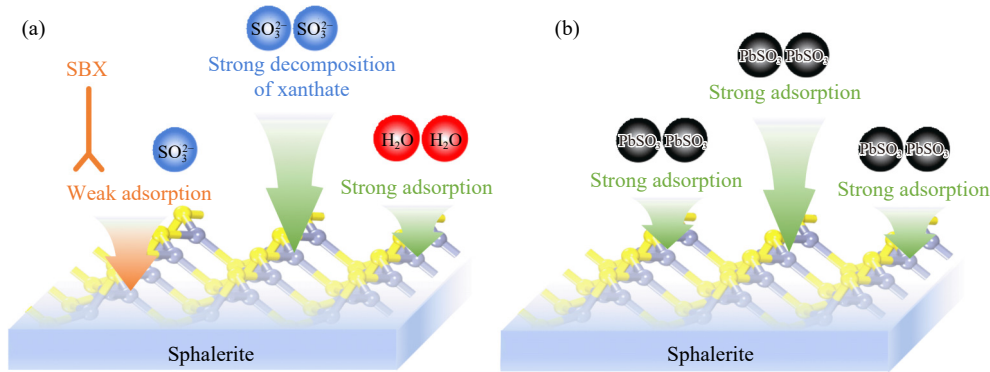 (a)
SO₃²⁻ SO₃²⁻
Strong decomposition
of xanthate
SBX
SO₃²⁻
Weak adsorption
H₂O H₂O
Strong adsorption
Sphalerite
(b)
PbSO₃ PbSO₃
Strong adsorption
PbSO₃ PbSO₃
Strong adsorption
PbSO₃ PbSO₃
Strong adsorption
Sphalerite